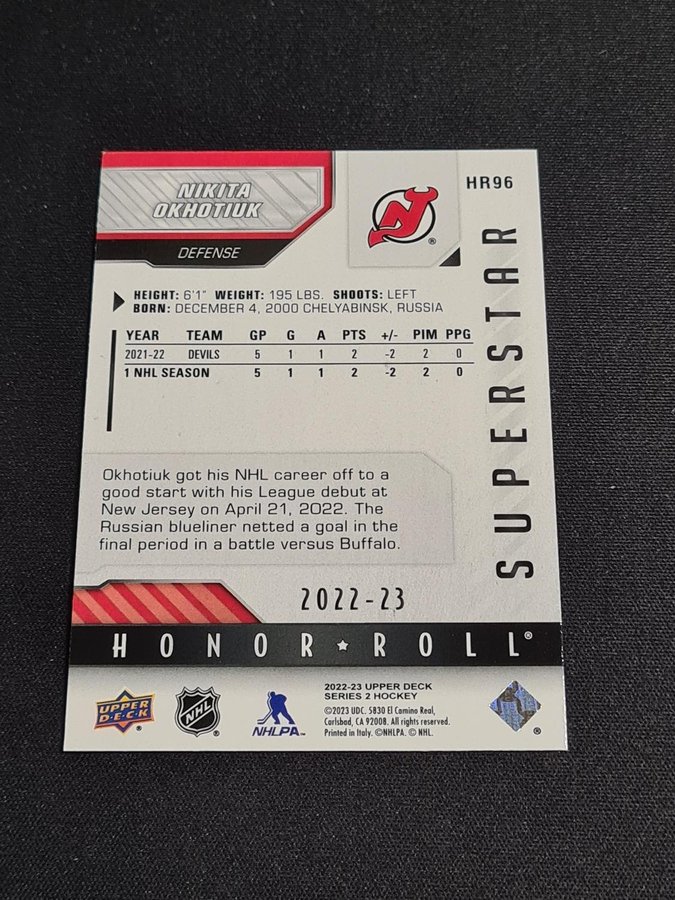 NIKITA
OKHOTIUK
DEFENSE
HR96
SUPERSTAR
HEIGHT: 6'1" WEIGHT: 195 LBS. SHOOTS: LEFT
BORN: DECEMBER 4, 2000 CHELYABINSK, RUSSIA
YEAR TEAM GP G A PTS +/- PIM PPG
2021-22 DEVILS 5 1 1 2 -2 2 0
1 NHL SEASON 5 1 1 2 -2 2 0
Okhotiuk got his NHL career off to a
good start with his League debut at
New Jersey on April 21, 2022. The
Russian blueliner netted a goal in the
final period in a battle versus Buffalo.
2022-23
HONOR★ROLL®
UPPER
DECK
NHL
NHLPA™
2022-23 UPPER DECK
SERIES 2 HOCKEY
©2023 UDC. 5830 El Camino Real,
Carlsbad, CA 92008. All rights reserved.
Printed in Italy. ©NHLPA. © NHL.